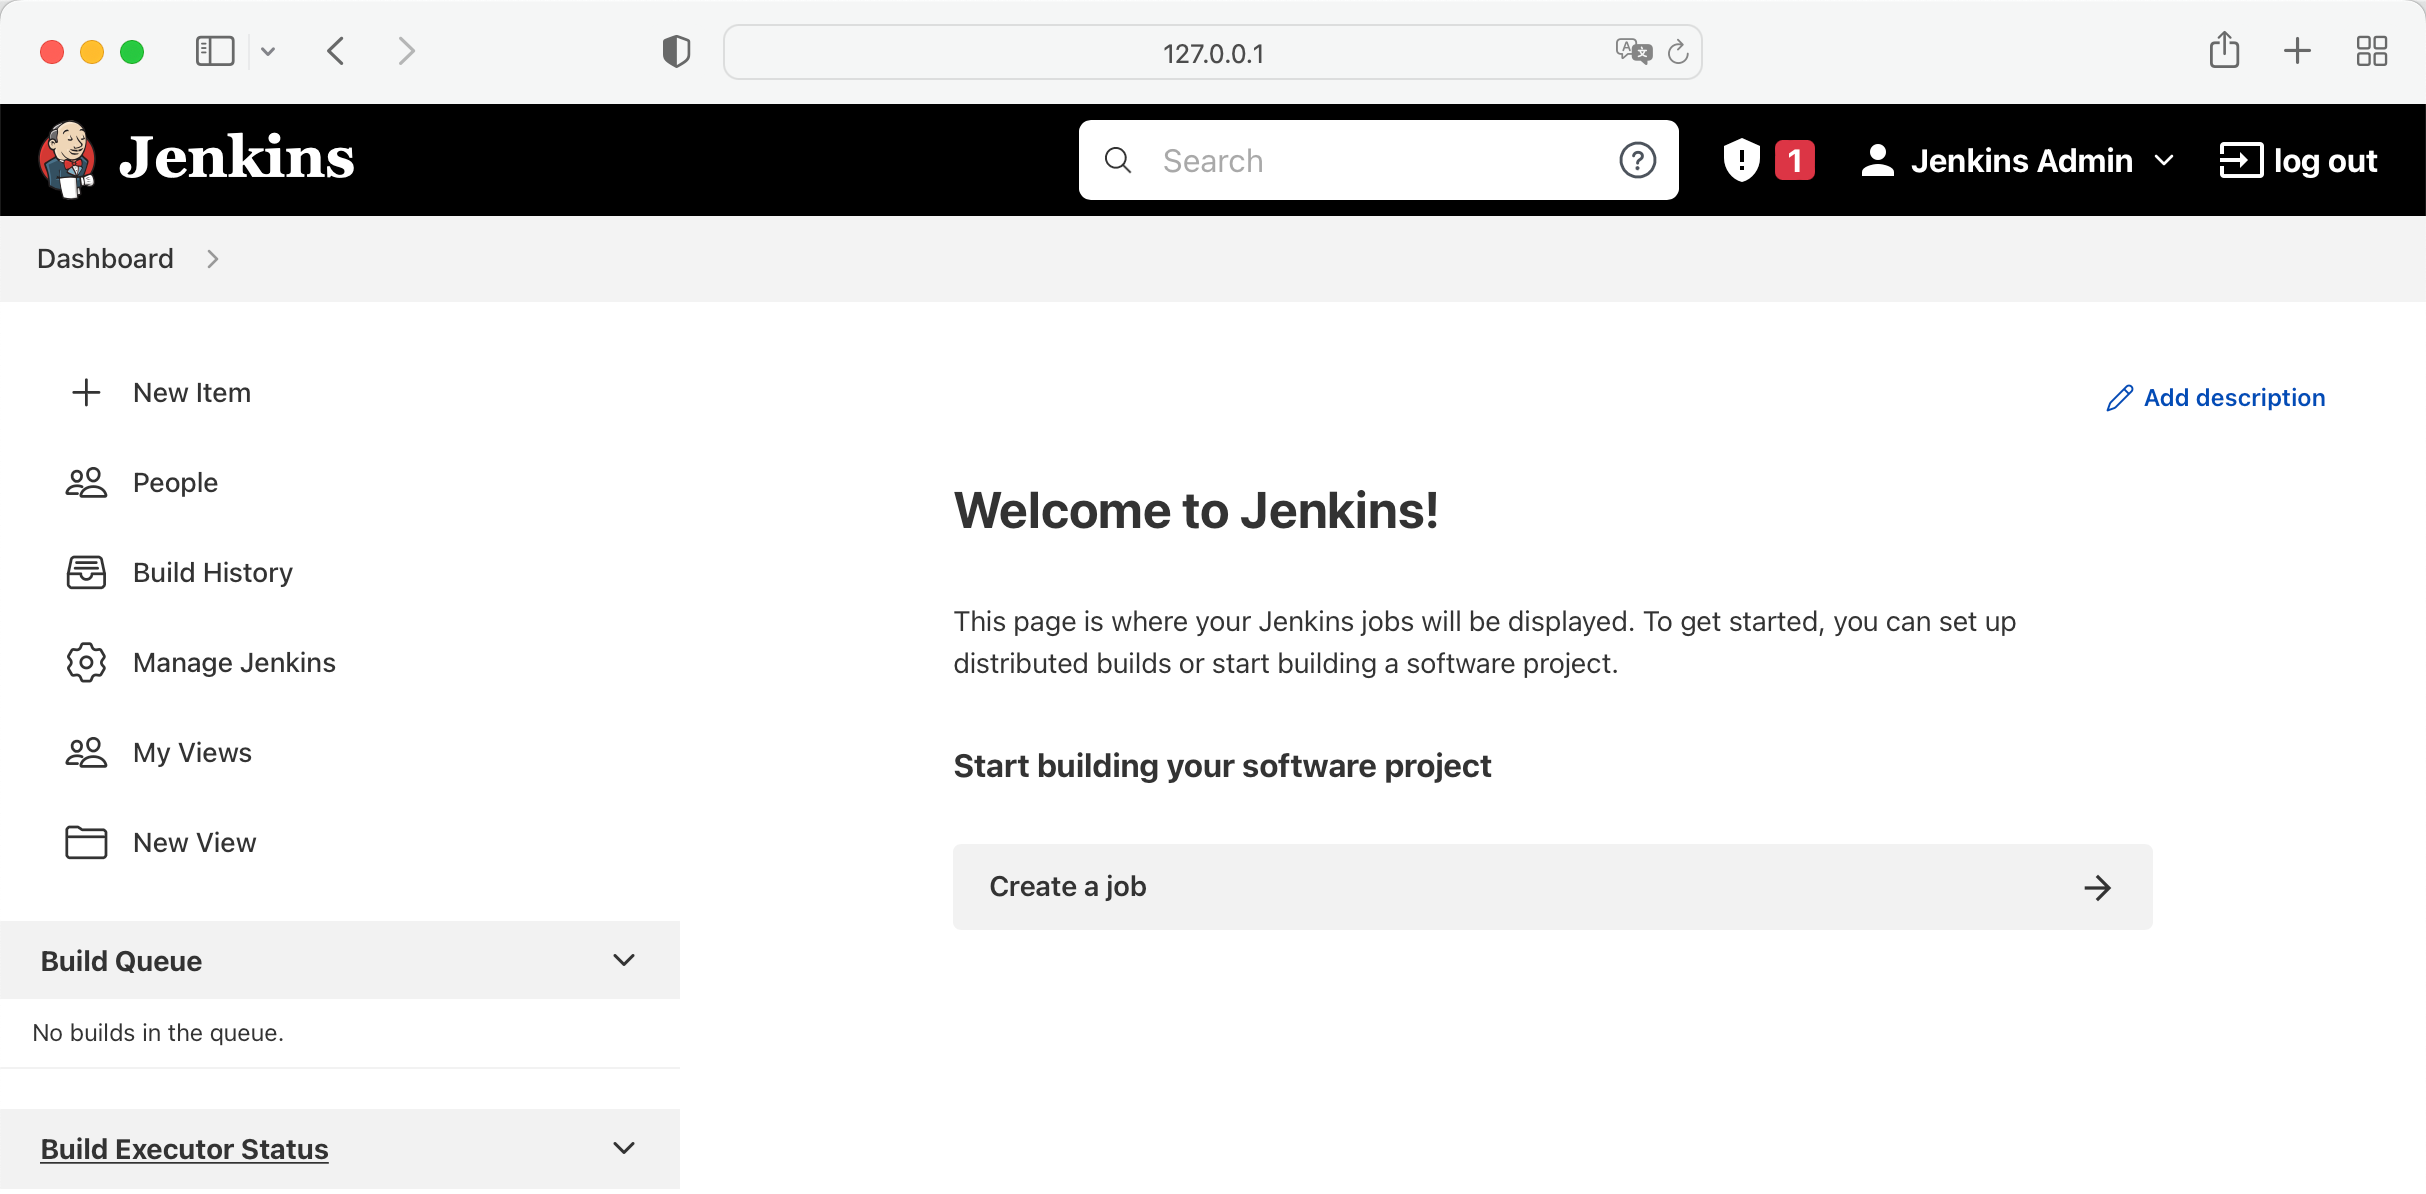 127.0.0.1
Jenkins
Search
1
Jenkins Admin
log out
Dashboard
New Item
People
Build History
Manage Jenkins
My Views
New View
Build Queue
No builds in the queue.
Build Executor Status
Add description
Welcome to Jenkins!
This page is where your Jenkins jobs will be displayed. To get started, you can set up
distributed builds or start building a software project.
Start building your software project
Create a job